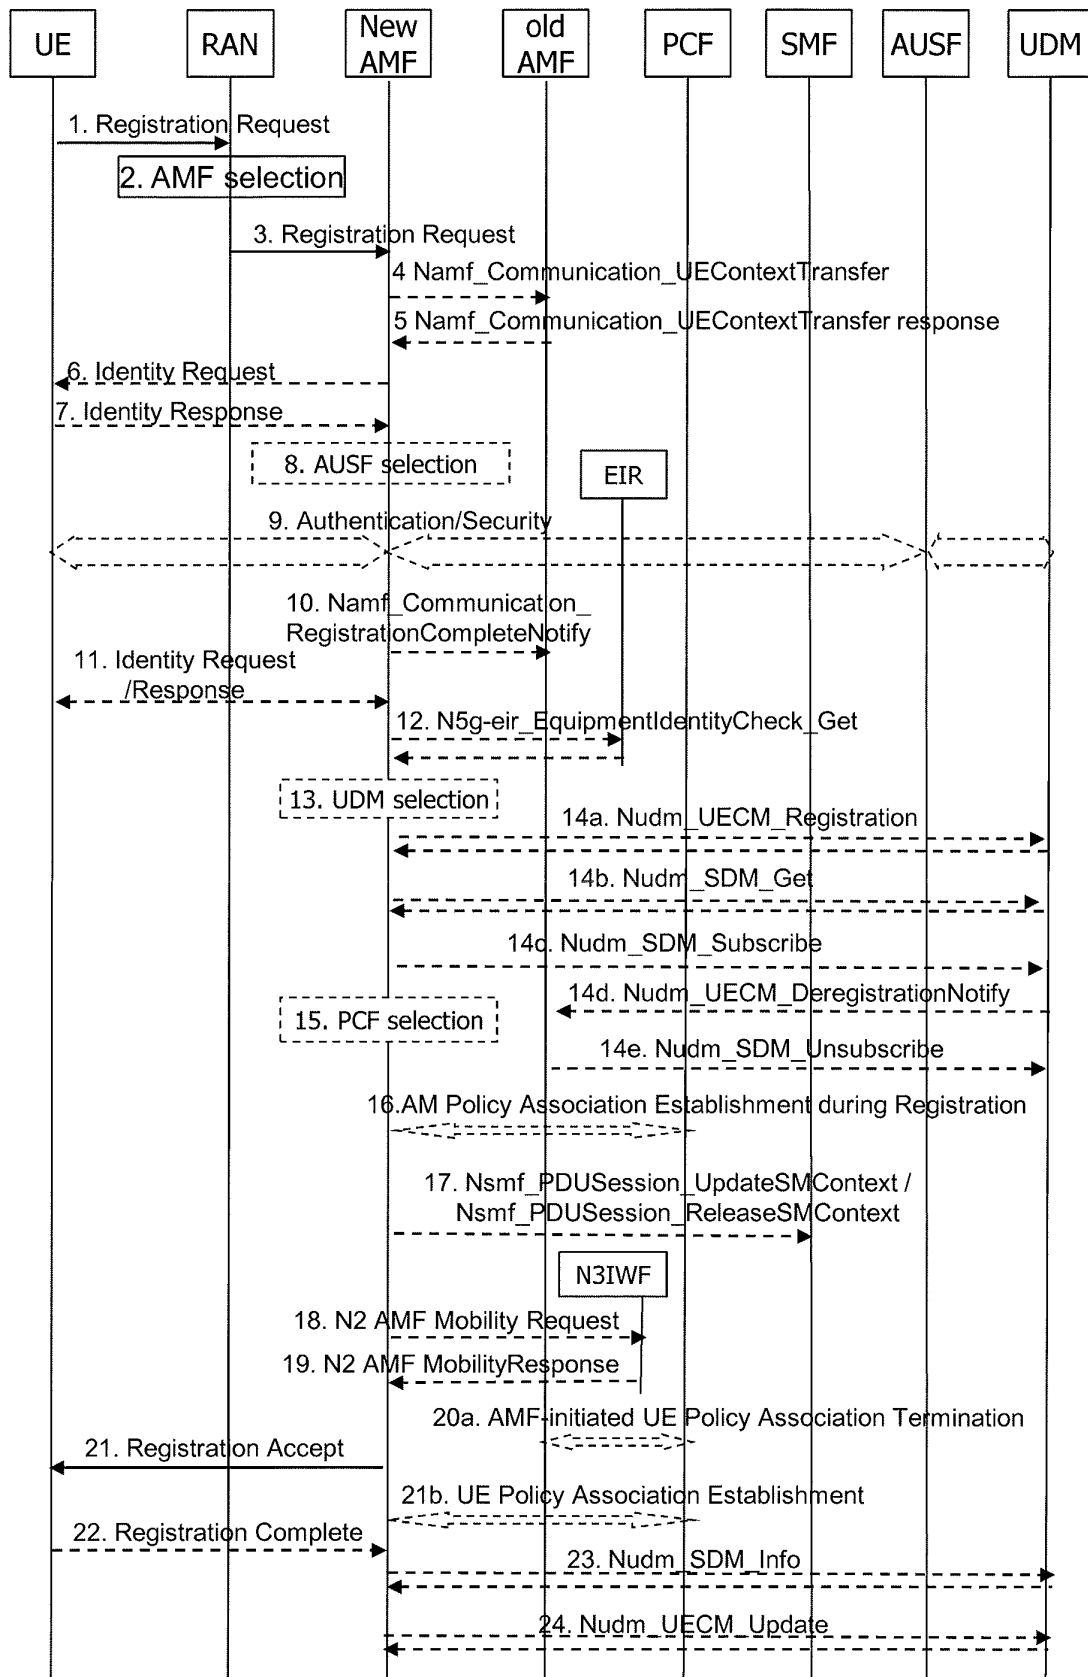 UE
RAN
New
AMF
old
AMF
PCF
SMF
AUSF
UDM
1. Registration Request
2. AMF selection
3. Registration Request
4 Namf_Communication_UEContextTransfer
5 Namf_Communication_UEContextTransfer response
6. Identity Request
7. Identity Response
8. AUSF selection
EIR
9. Authentication/Security
10. Namf_Communication_
RegistrationCompleteNotify
11. Identity Request
/Response
12. N5g-eir_EquipmentIdentityCheck_Get
13. UDM selection
14a. Nudm_UECM_Registration
14b. Nudm_SDM_Get
14c. Nudm_SDM_Subscribe
14d. Nudm_UECM_DeregistrationNotify
15. PCF selection
14e. Nudm_SDM_Unsubscribe
16.AM Policy Association Establishment during Registration
17. Nsmf_PDUSession_UpdateSMContext /
Nsmf_PDUSession_ReleaseSMContext
N3IWF
18. N2 AMF Mobility Request
19. N2 AMF MobilityResponse
20a. AMF-initiated UE Policy Association Termination
21. Registration Accept
21b. UE Policy Association Establishment
22. Registration Complete
23. Nudm_SDM_Info
24. Nudm_UECM_Update